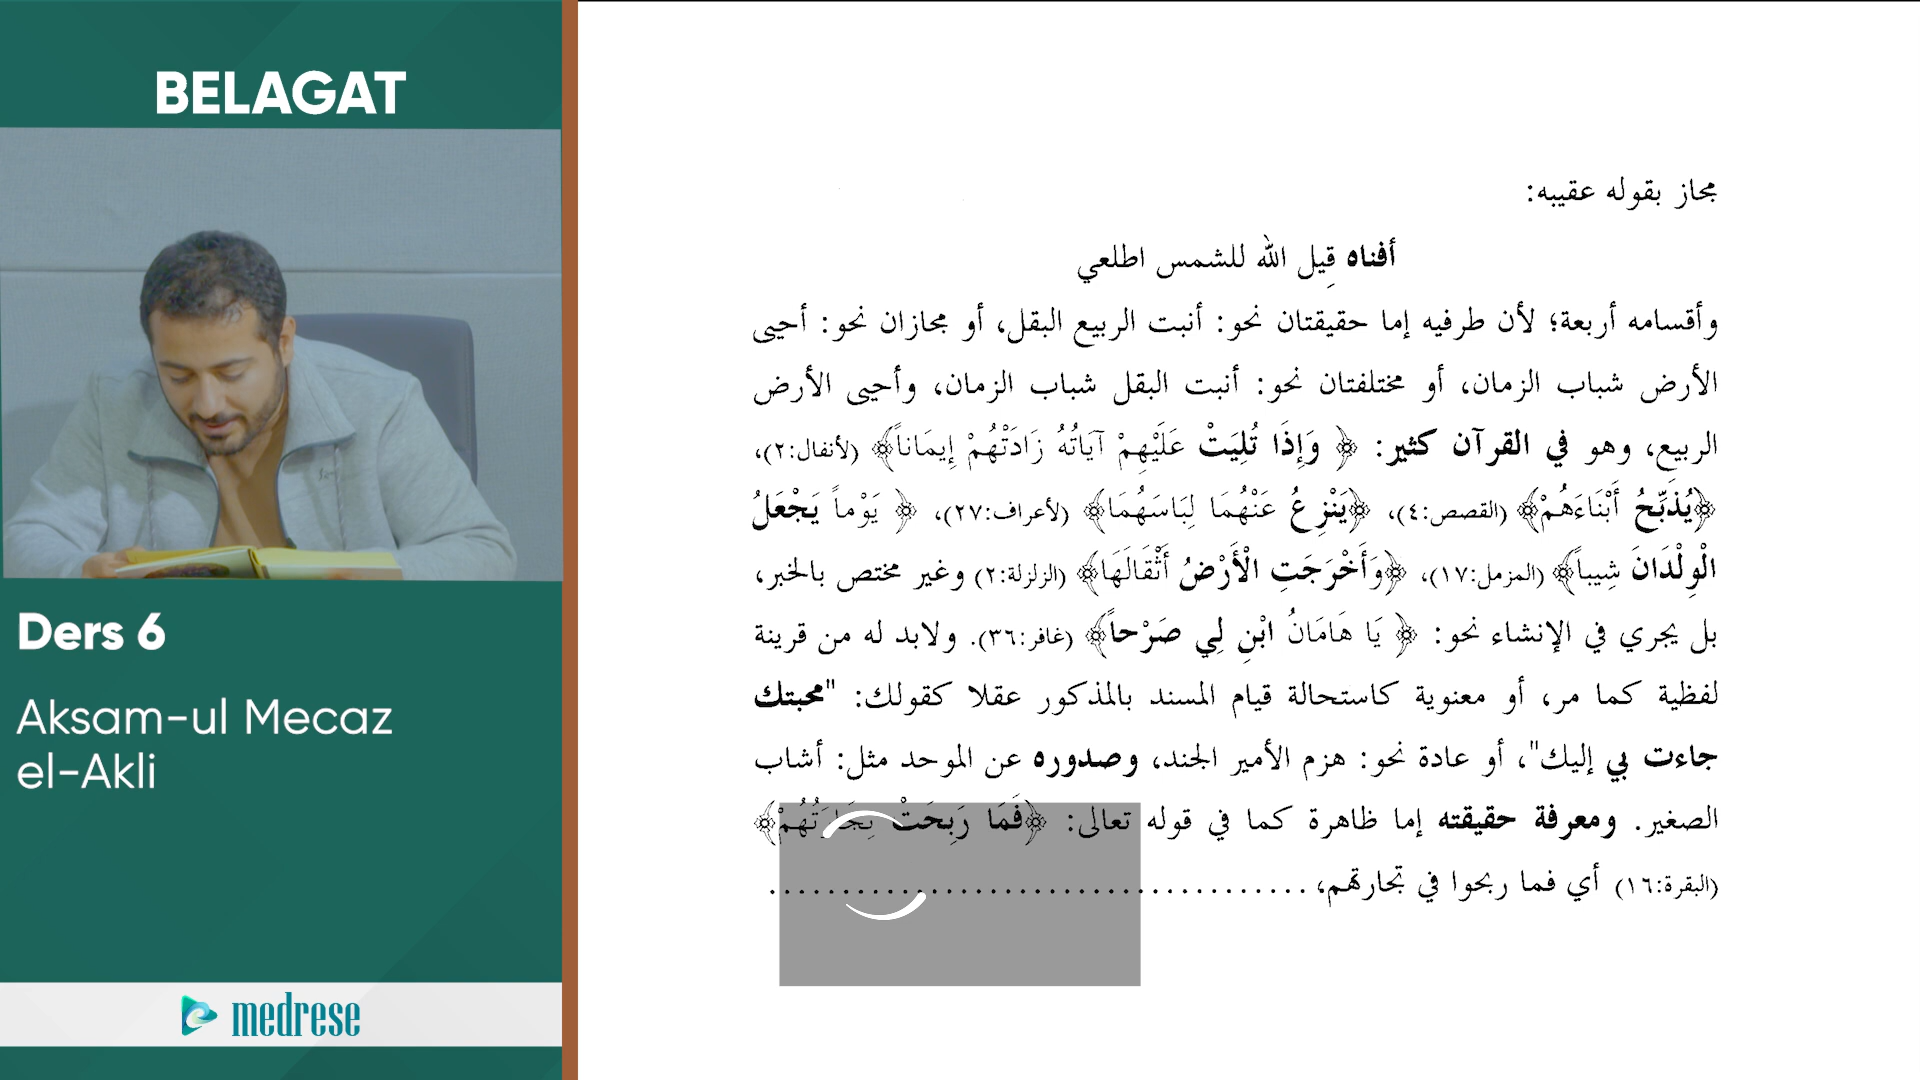 BELAGAT
Ders 6
Aksam-ul Mecaz
el-Akli
medrese
مجاز بقوله عقيبه:
أفناه قِيل الله للشمس اطلعي
وأقسامه أربعة؛ لأن طرفيه إما حقيقتان نحو: أنبت الربيع البقل، أو مجازان نحو: أحيى
الأرض شباب الزمان، أو مختلفتان نحو: أنبت البقل شباب الزمان، وأحيى الأرض
الربيع، وهو في القرآن كثير: ﴿ وَإِذَا تُلِيَتْ عَلَيْهِمْ آيَاتُهُ زَادَتْهُمْ إِيمَاناً﴾ (لأنفال:٢)،
﴿يُذَبِّحُ أَبْنَاءَهُمْ﴾ (القصص:٤)، ﴿يَنْزِعُ عَنْهُمَا لِبَاسَهُمَا﴾ (لأعراف:٢٧)، ﴿ يَوْماً يَجْعَلُ
الْوِلْدَانَ شِيباً﴾ (المزمل:١٧)، ﴿وَأَخْرَجَتِ الْأَرْضُ أَثْقَالَهَا﴾ (الزلزلة:٢) وغير مختص بالخبر،
بل يجري في الإنشاء نحو: ﴿ يَا هَامَانُ ابْنِ لِي صَرْحاً﴾ (غافر:٣٦). ولابد له من قرينة
لفظية كما مر، أو معنوية كاستحالة قيام المسند بالمذكور عقلا كقولك: "محبتك
جاءت بي إليك"، أو عادة نحو: هزم الأمير الجند، وصدوره عن الموحد مثل: أشاب
الصغير. ومعرفة حقيقته إما ظاهرة كما في قوله تعالى: ﴿فَمَا رَبِحَتْ تِجَارَتُهُمْ﴾
(البقرة:١٦) أي فما ربحوا في تجارتهم، ......................................